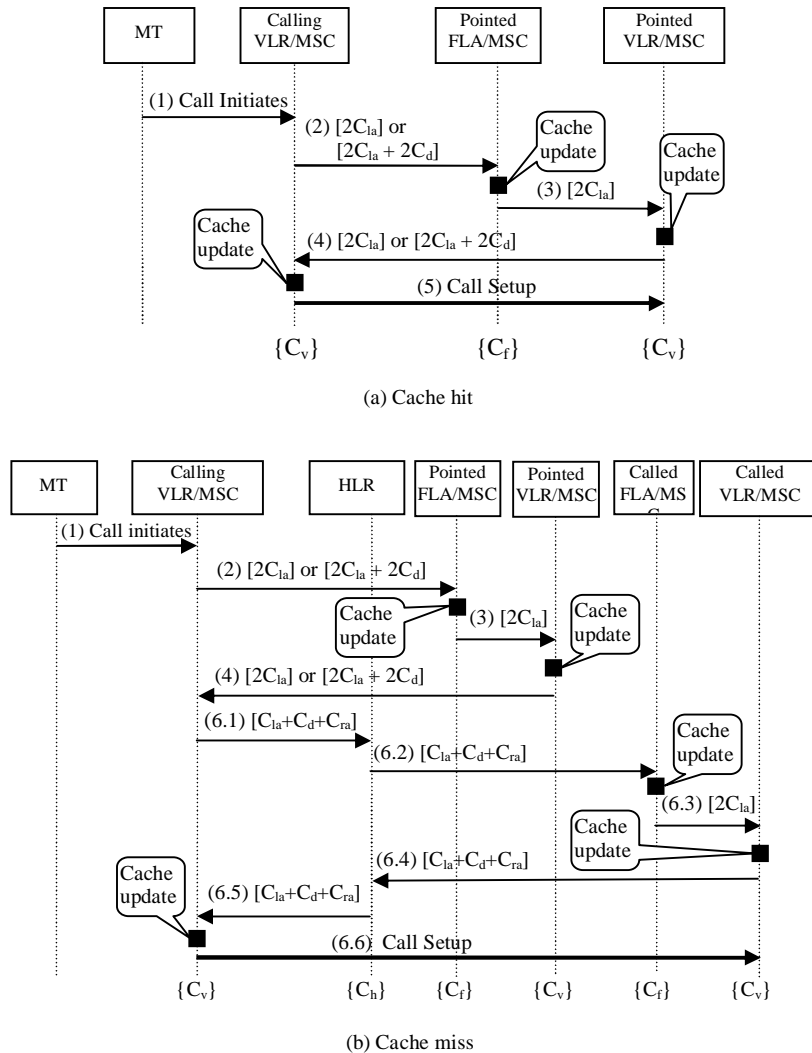 MT
Calling
VLR/MSC
Pointed
FLA/MSC
Pointed
VLR/MSC
(1) Call Initiates
(2) [2Cla] or
[2Cla + 2Cd]
Cache
update
Cache
update
(3) [2Cla]
Cache
update
(4) [2Cla] or [2Cla + 2Cd]
(5) Call Setup
{Cv}
{Cf}
{Cv}
(a) Cache hit
MT
Calling
VLR/MSC
HLR
Pointed
FLA/MSC
Pointed
VLR/MSC
Called
FLA/MS
Called
VLR/MSC
(1) Call initiates
(2) [2Cla] or [2Cla + 2Cd]
Cache
update
(3) [2Cla]
Cache
update
(4) [2Cla] or [2Cla + 2Cd]
(6.1) [Cla+Cd+Cra]
(6.2) [Cla+Cd+Cra]
Cache
update
(6.3) [2Cla]
Cache
update
(6.4) [Cla+Cd+Cra]
Cache
update
(6.5) [Cla+Cd+Cra]
(6.6) Call Setup
{Cv}
{Ch}
{Cf}
{Cv}
{Cf}
{Cv}
(b) Cache miss